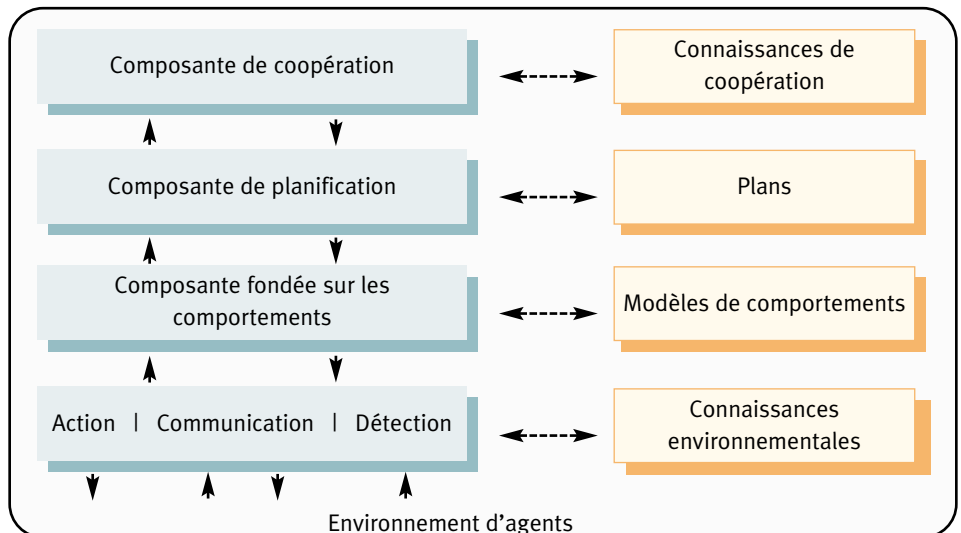 Composante de coopération
Connaissances de
coopération
Composante de planification
Plans
Composante fondée sur les
comportements
Modèles de comportements
Action | Communication | Détection
Connaissances
environnementales
Environnement d’agents